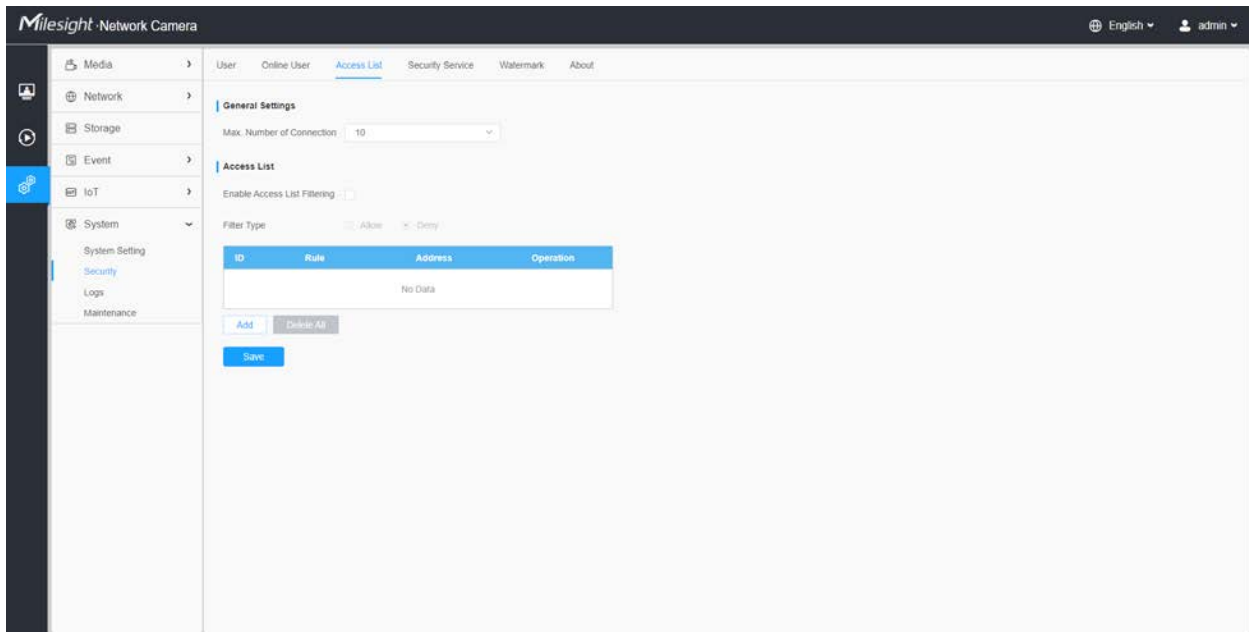 Milesight·Network Camera
English
admin
Media
Network
Storage
Event
IoT
System
System Setting
Security
Logs
Maintenance
User Online User Access List Security Service Watermark About
General Settings
Max. Number of Connection 10
Access List
Enable Access List Filtering
Filter Type Allow Deny
ID Rule Address Operation
No Data
Add Delete All
Save